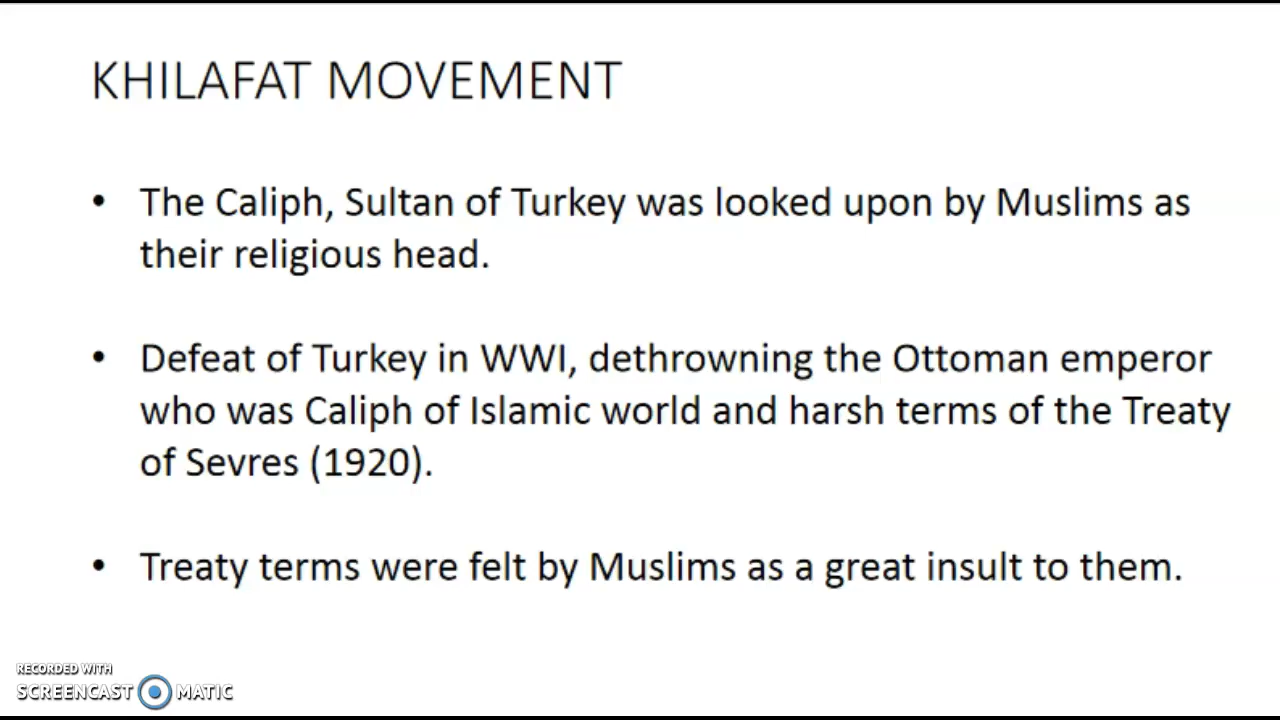 KHILAFAT MOVEMENT
• The Caliph, Sultan of Turkey was looked upon by Muslims as
their religious head.
• Defeat of Turkey in WWI, dethrowning the Ottoman emperor
who was Caliph of Islamic world and harsh terms of the Treaty
of Sevres (1920).
• Treaty terms were felt by Muslims as a great insult to them.
RECORDED WITH
SCREENCAST MATIC